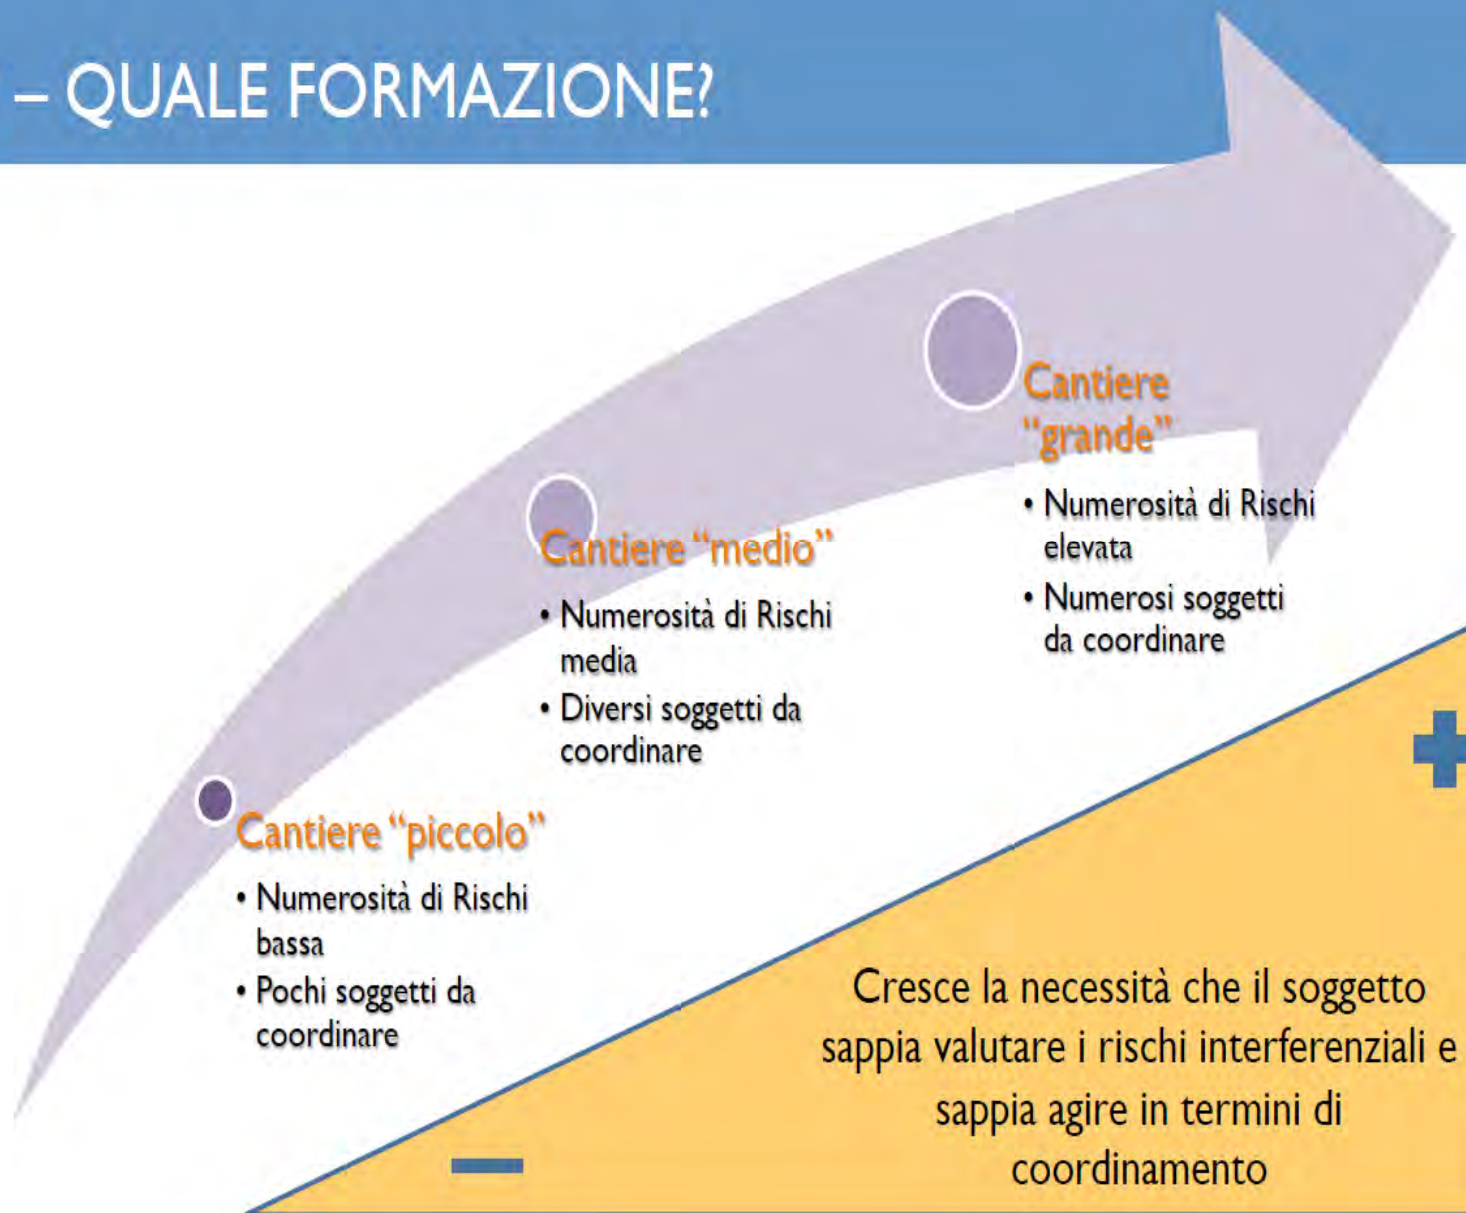 – QUALE FORMAZIONE?
Cantiere
“grande”
• Numerosità di Rischi
elevata
• Numerosi soggetti
da coordinare
Cantiere “medio”
• Numerosità di Rischi
media
• Diversi soggetti da
coordinare
Cantiere “piccolo”
• Numerosità di Rischi
bassa
• Pochi soggetti da
coordinare
+
–
Cresce la necessità che il soggetto
sappia valutare i rischi interferenziali e
sappia agire in termini di
coordinamento